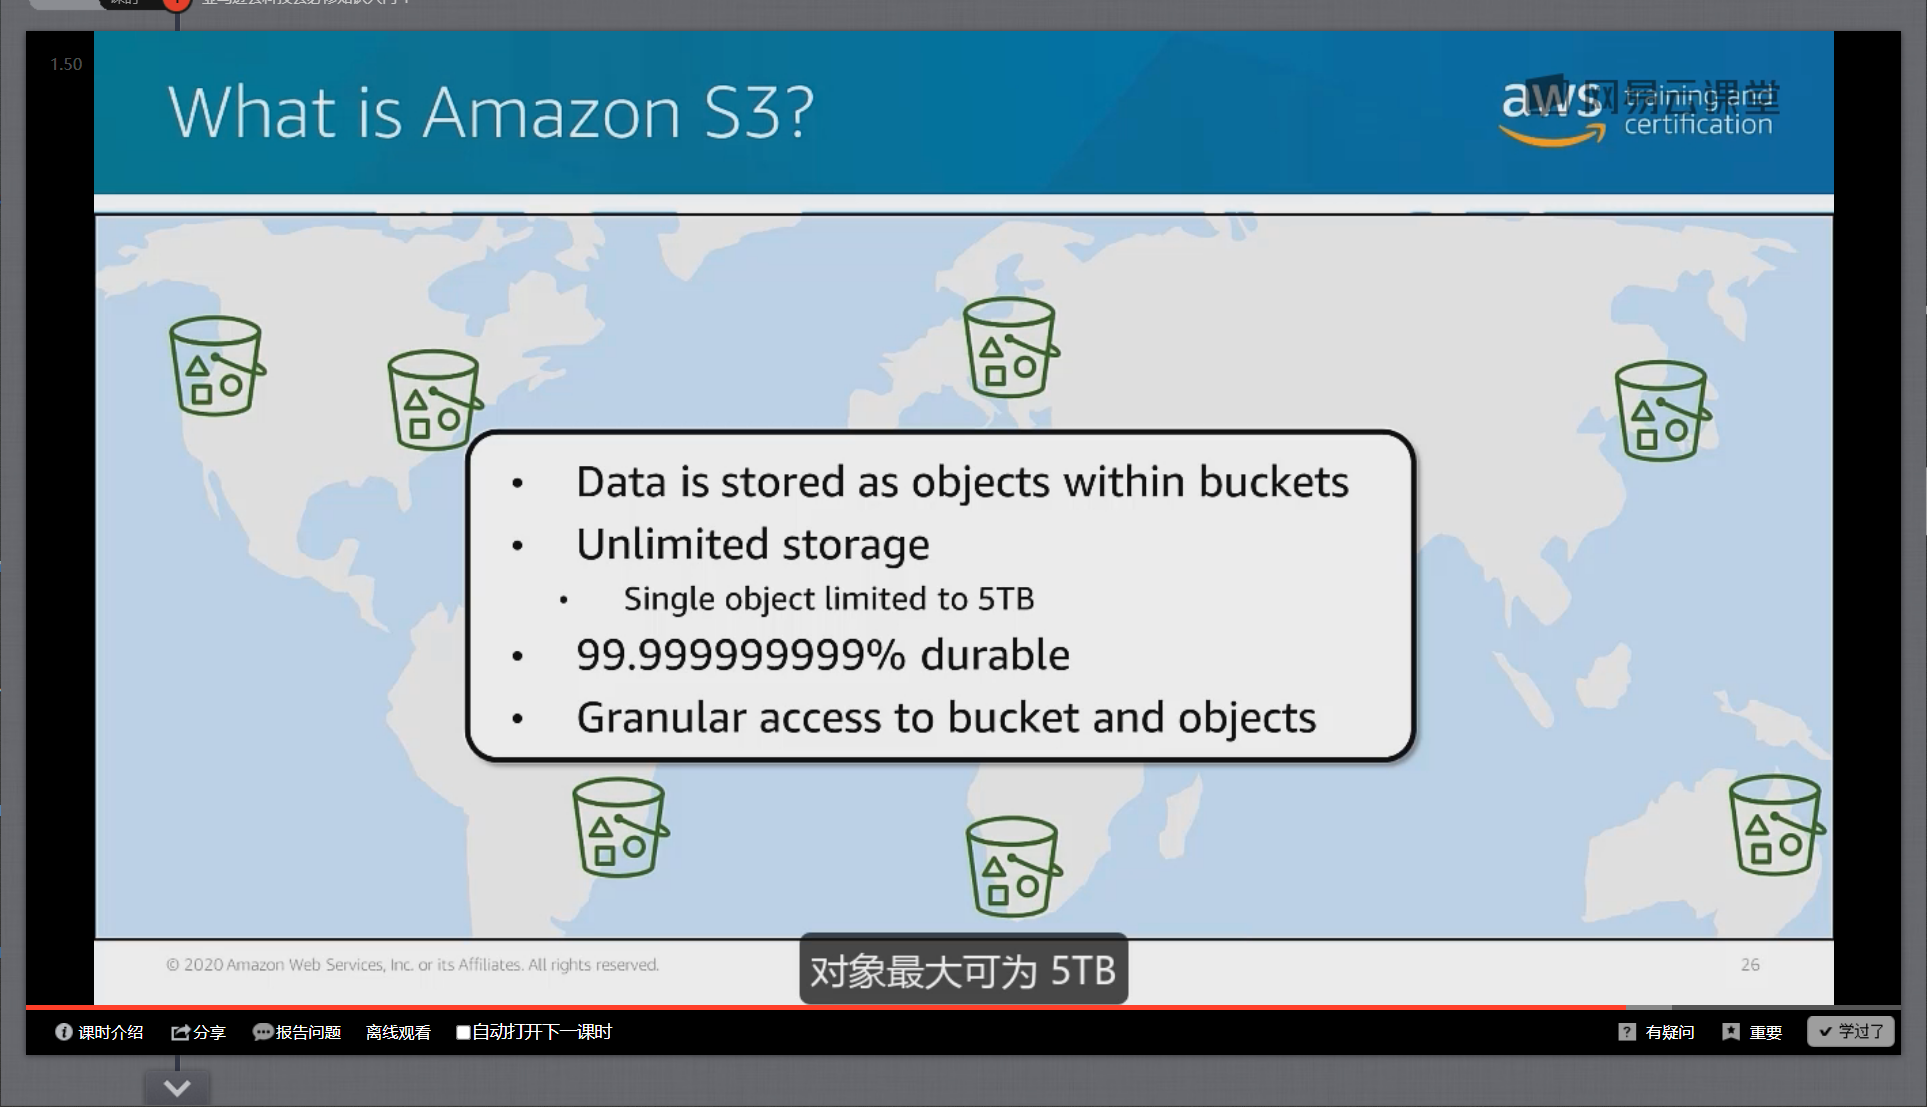 1.50
What is Amazon S3?
aws training and certification
网易云课堂
• Data is stored as objects within buckets
• Unlimited storage
• Single object limited to 5TB
• 99.999999999% durable
• Granular access to bucket and objects
© 2020 Amazon Web Services, Inc. or its Affiliates. All rights reserved.
对象最大可为 5TB
26
课时介绍 分享 报告问题 离线观看 自动打开下一课时 有疑问 重要 学过了